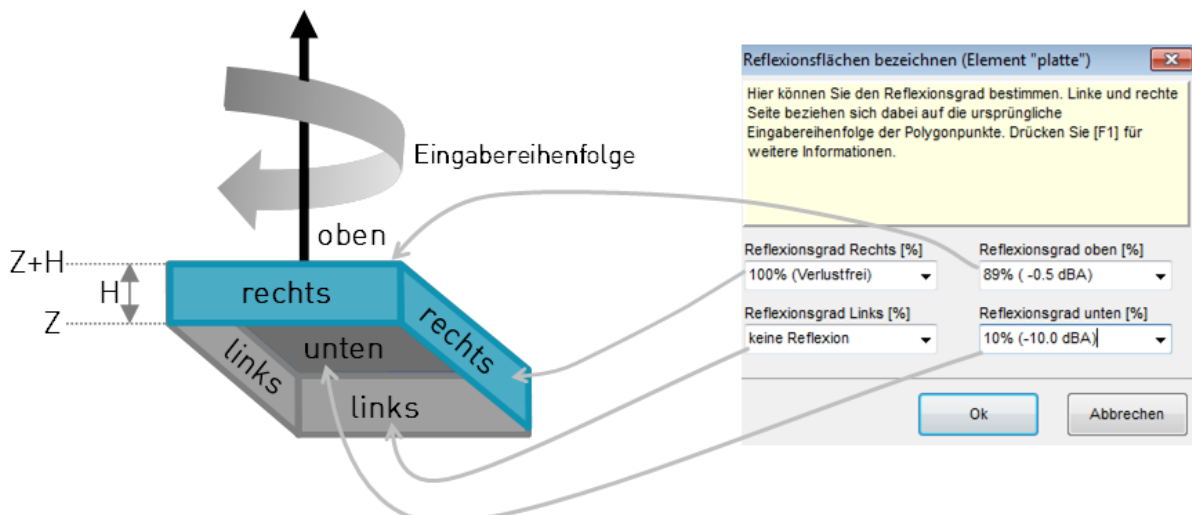 Eingabereihenfolge
oben
Z+H
H
Z
rechts
rechts
unten
links
links
Reflexionsflächen bezeichnen (Element "platte")
Hier können Sie den Reflexionsgrad bestimmen. Linke und rechte
Seite beziehen sich dabei auf die ursprüngliche
Eingabereihenfolge der Polygonpunkte. Drücken Sie [F1] für
weitere Informationen.
Reflexionsgrad Rechts [%]
Reflexionsgrad oben [%]
100% (Verlustfrei)
89% ( -0.5 dBA)
Reflexionsgrad Links [%]
Reflexionsgrad unten [%]
keine Reflexion
10% (-10.0 dBA)
Ok
Abbrechen